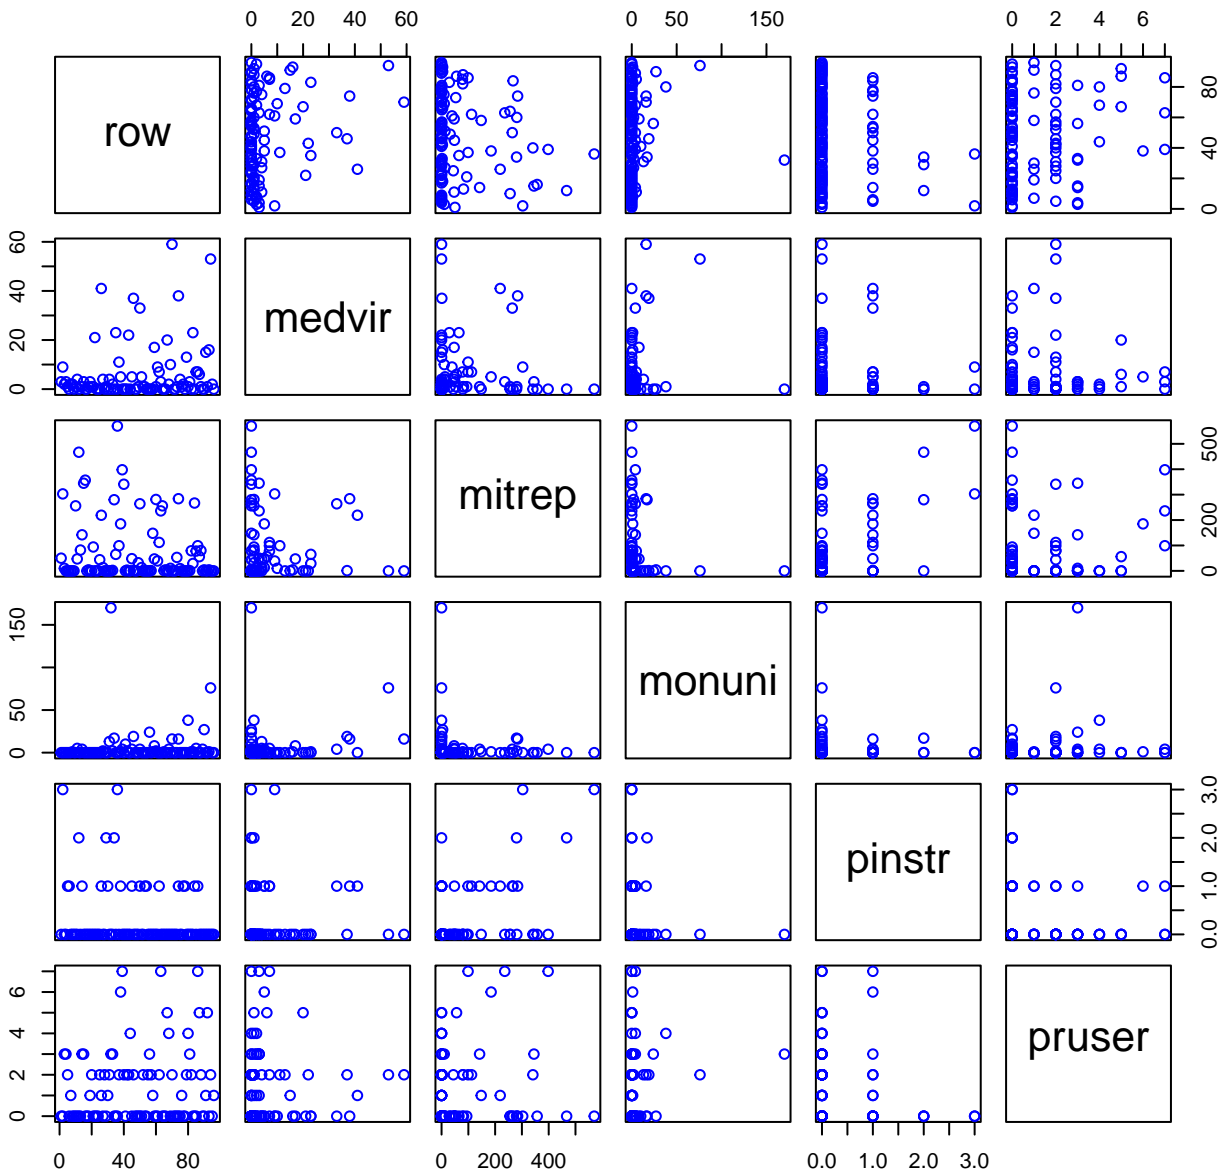 0 20 40 60 0 50 150 0 2 4 6
row 0 40 80
0 20 40 60 medvir
mitrep 0 200 500
0 50 150 monuni
pinstr 0.0 1.0 2.0 3.0
0 2 4 6 pruser
0 40 80 0 200 400 0.0 1.0 2.0 3.0